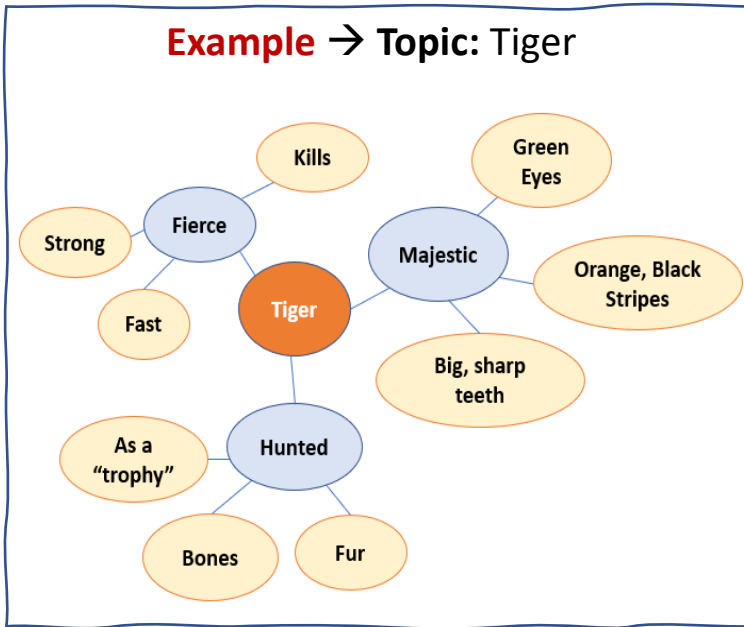 Example → Topic: Tiger
Kills
Green
Eyes
Fierce
Strong
Majestic
Orange, Black
Stripes
Tiger
Fast
Big, sharp
teeth
As a
“trophy”
Hunted
Bones
Fur